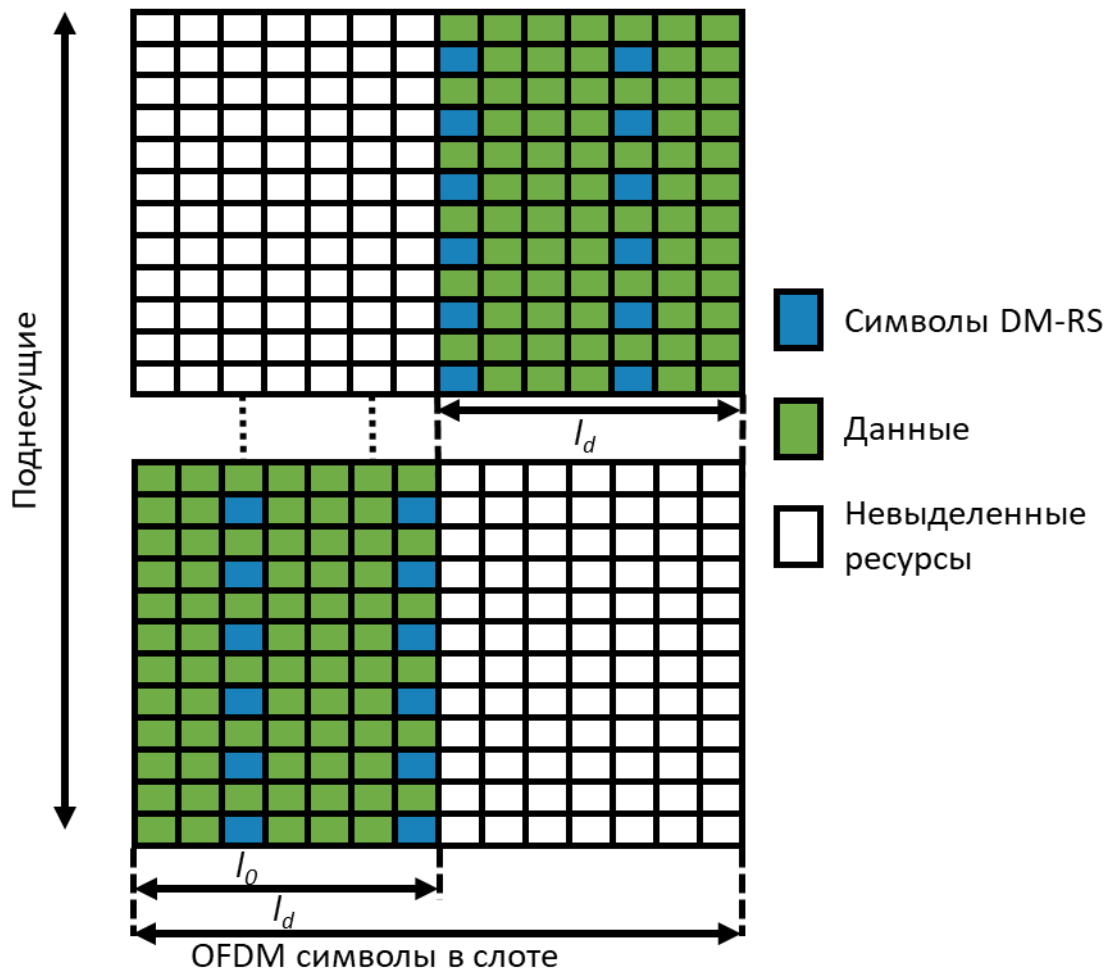 Поднесущие
l_d
Символы DM-RS
Данные
Невыделенные
ресурсы
l_0
l_d
OFDM символы в слоте